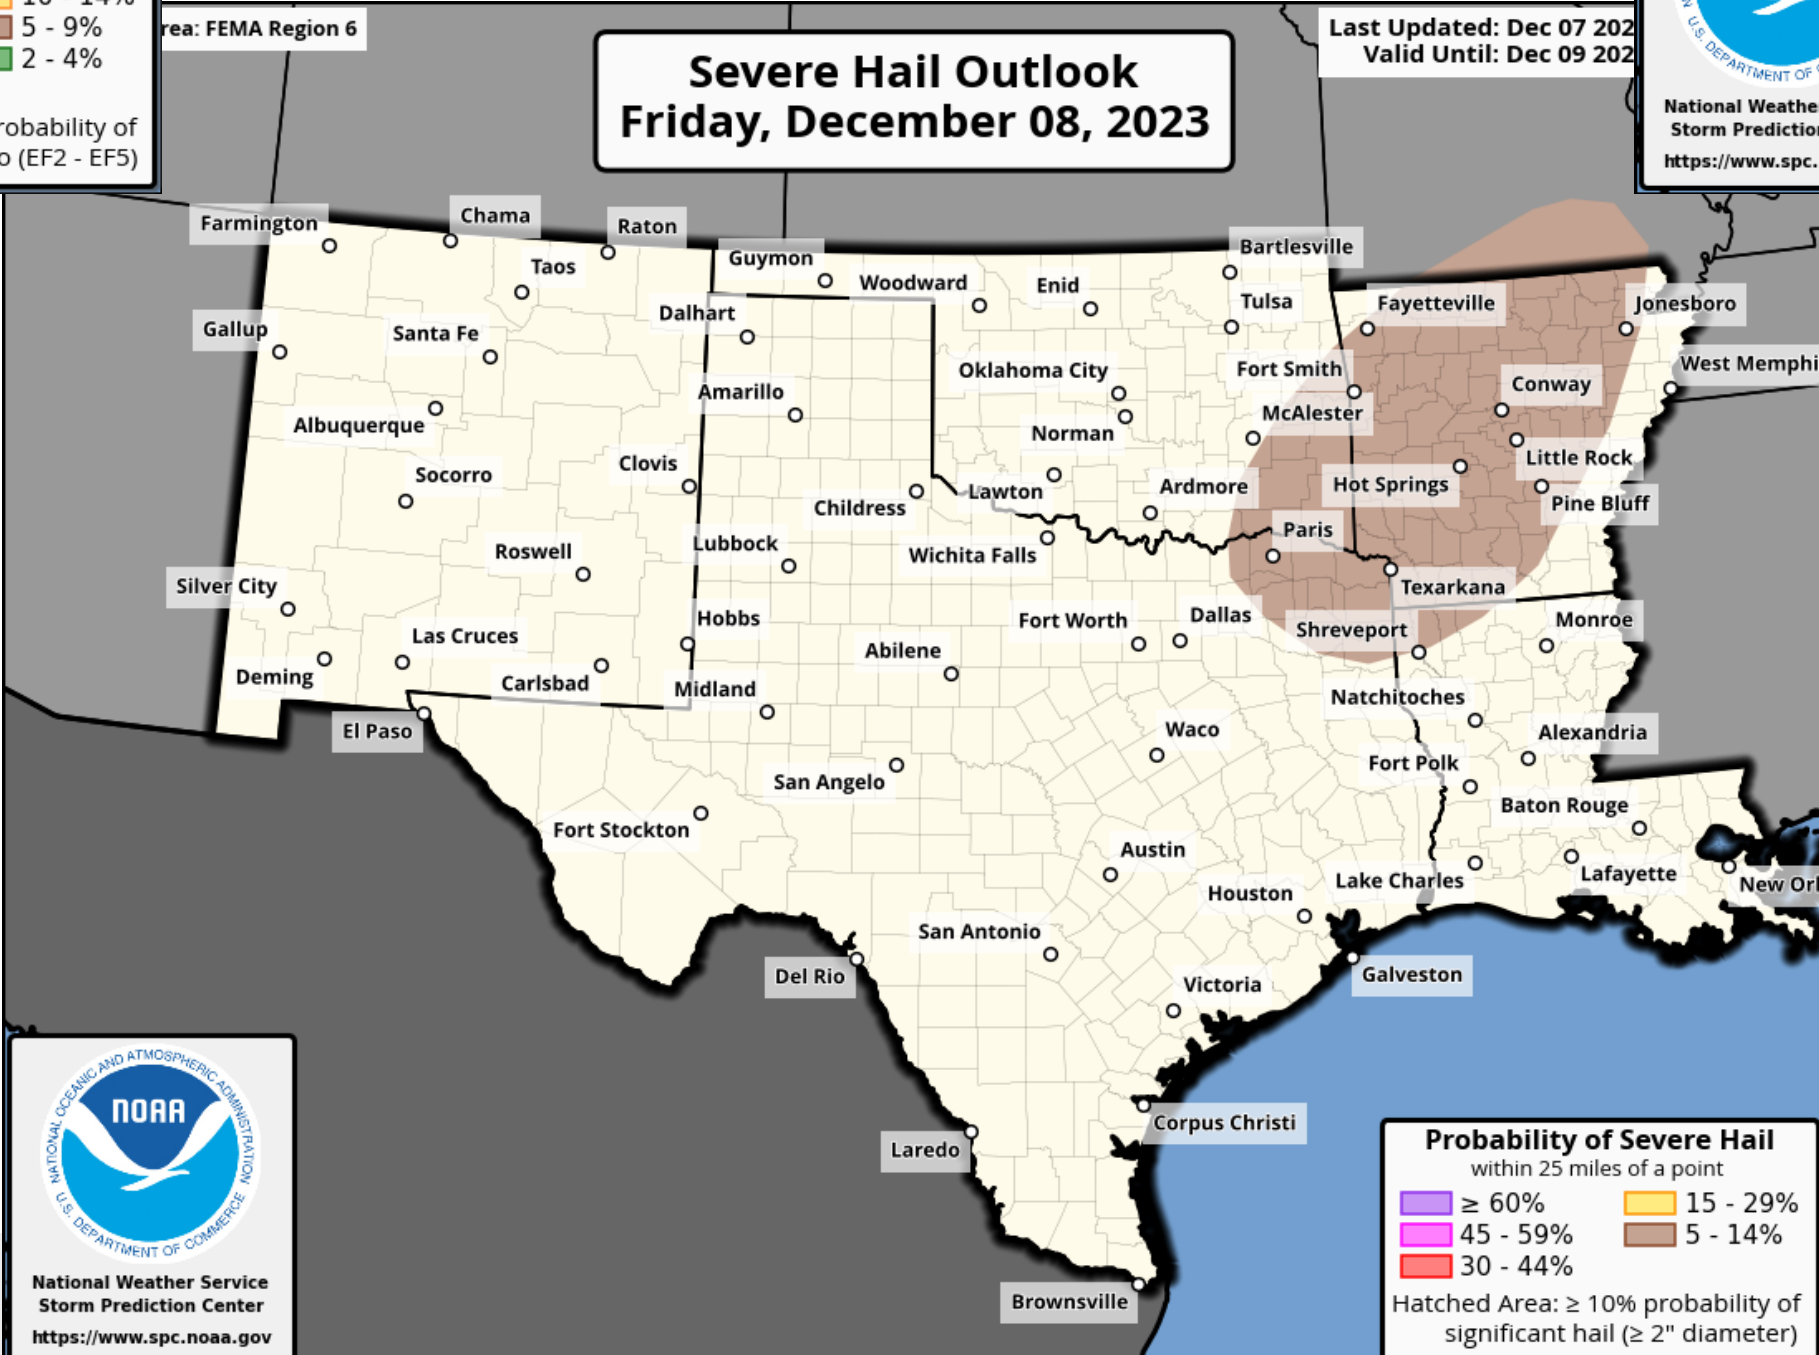 5 - 9%
2 - 4%
robability of
o (EF2 - EF5)
rea: FEMA Region 6
Severe Hail Outlook
Friday, December 08, 2023
Last Updated: Dec 07 202
Valid Until: Dec 09 202
U.S. DEPARTMENT OF
National Weathe
Storm Prediction
https://www.spc.
Farmington
Chama
Raton
Taos
Guymon
Woodward
Enid
Bartlesville
Tulsa
Fayetteville
Jonesboro
Gallup
Santa Fe
Dalhart
Oklahoma City
Fort Smith
West Memphi
Amarillo
Conway
Albuquerque
Norman
McAlester
Little Rock
Socorro
Clovis
Childress
Lawton
Ardmore
Hot Springs
Pine Bluff
Roswell
Lubbock
Wichita Falls
Paris
Silver City
Texarkana
Las Cruces
Hobbs
Fort Worth
Dallas
Shreveport
Monroe
Deming
Carlsbad
Midland
Abilene
Natchitoches
El Paso
Waco
Alexandria
San Angelo
Fort Polk
Fort Stockton
Baton Rouge
Austin
Lake Charles
Lafayette
New Orl
Houston
San Antonio
Del Rio
Galveston
Victoria
Corpus Christi
Laredo
Brownsville
NATIONAL OCEANIC AND ATMOSPHERIC ADMINISTRATION
NOAA
U.S. DEPARTMENT OF COMMERCE
National Weather Service
Storm Prediction Center
https://www.spc.noaa.gov
Probability of Severe Hail
within 25 miles of a point
≥ 60% 15 - 29%
45 - 59% 5 - 14%
30 - 44%
Hatched Area: ≥ 10% probability of
significant hail (≥ 2" diameter)